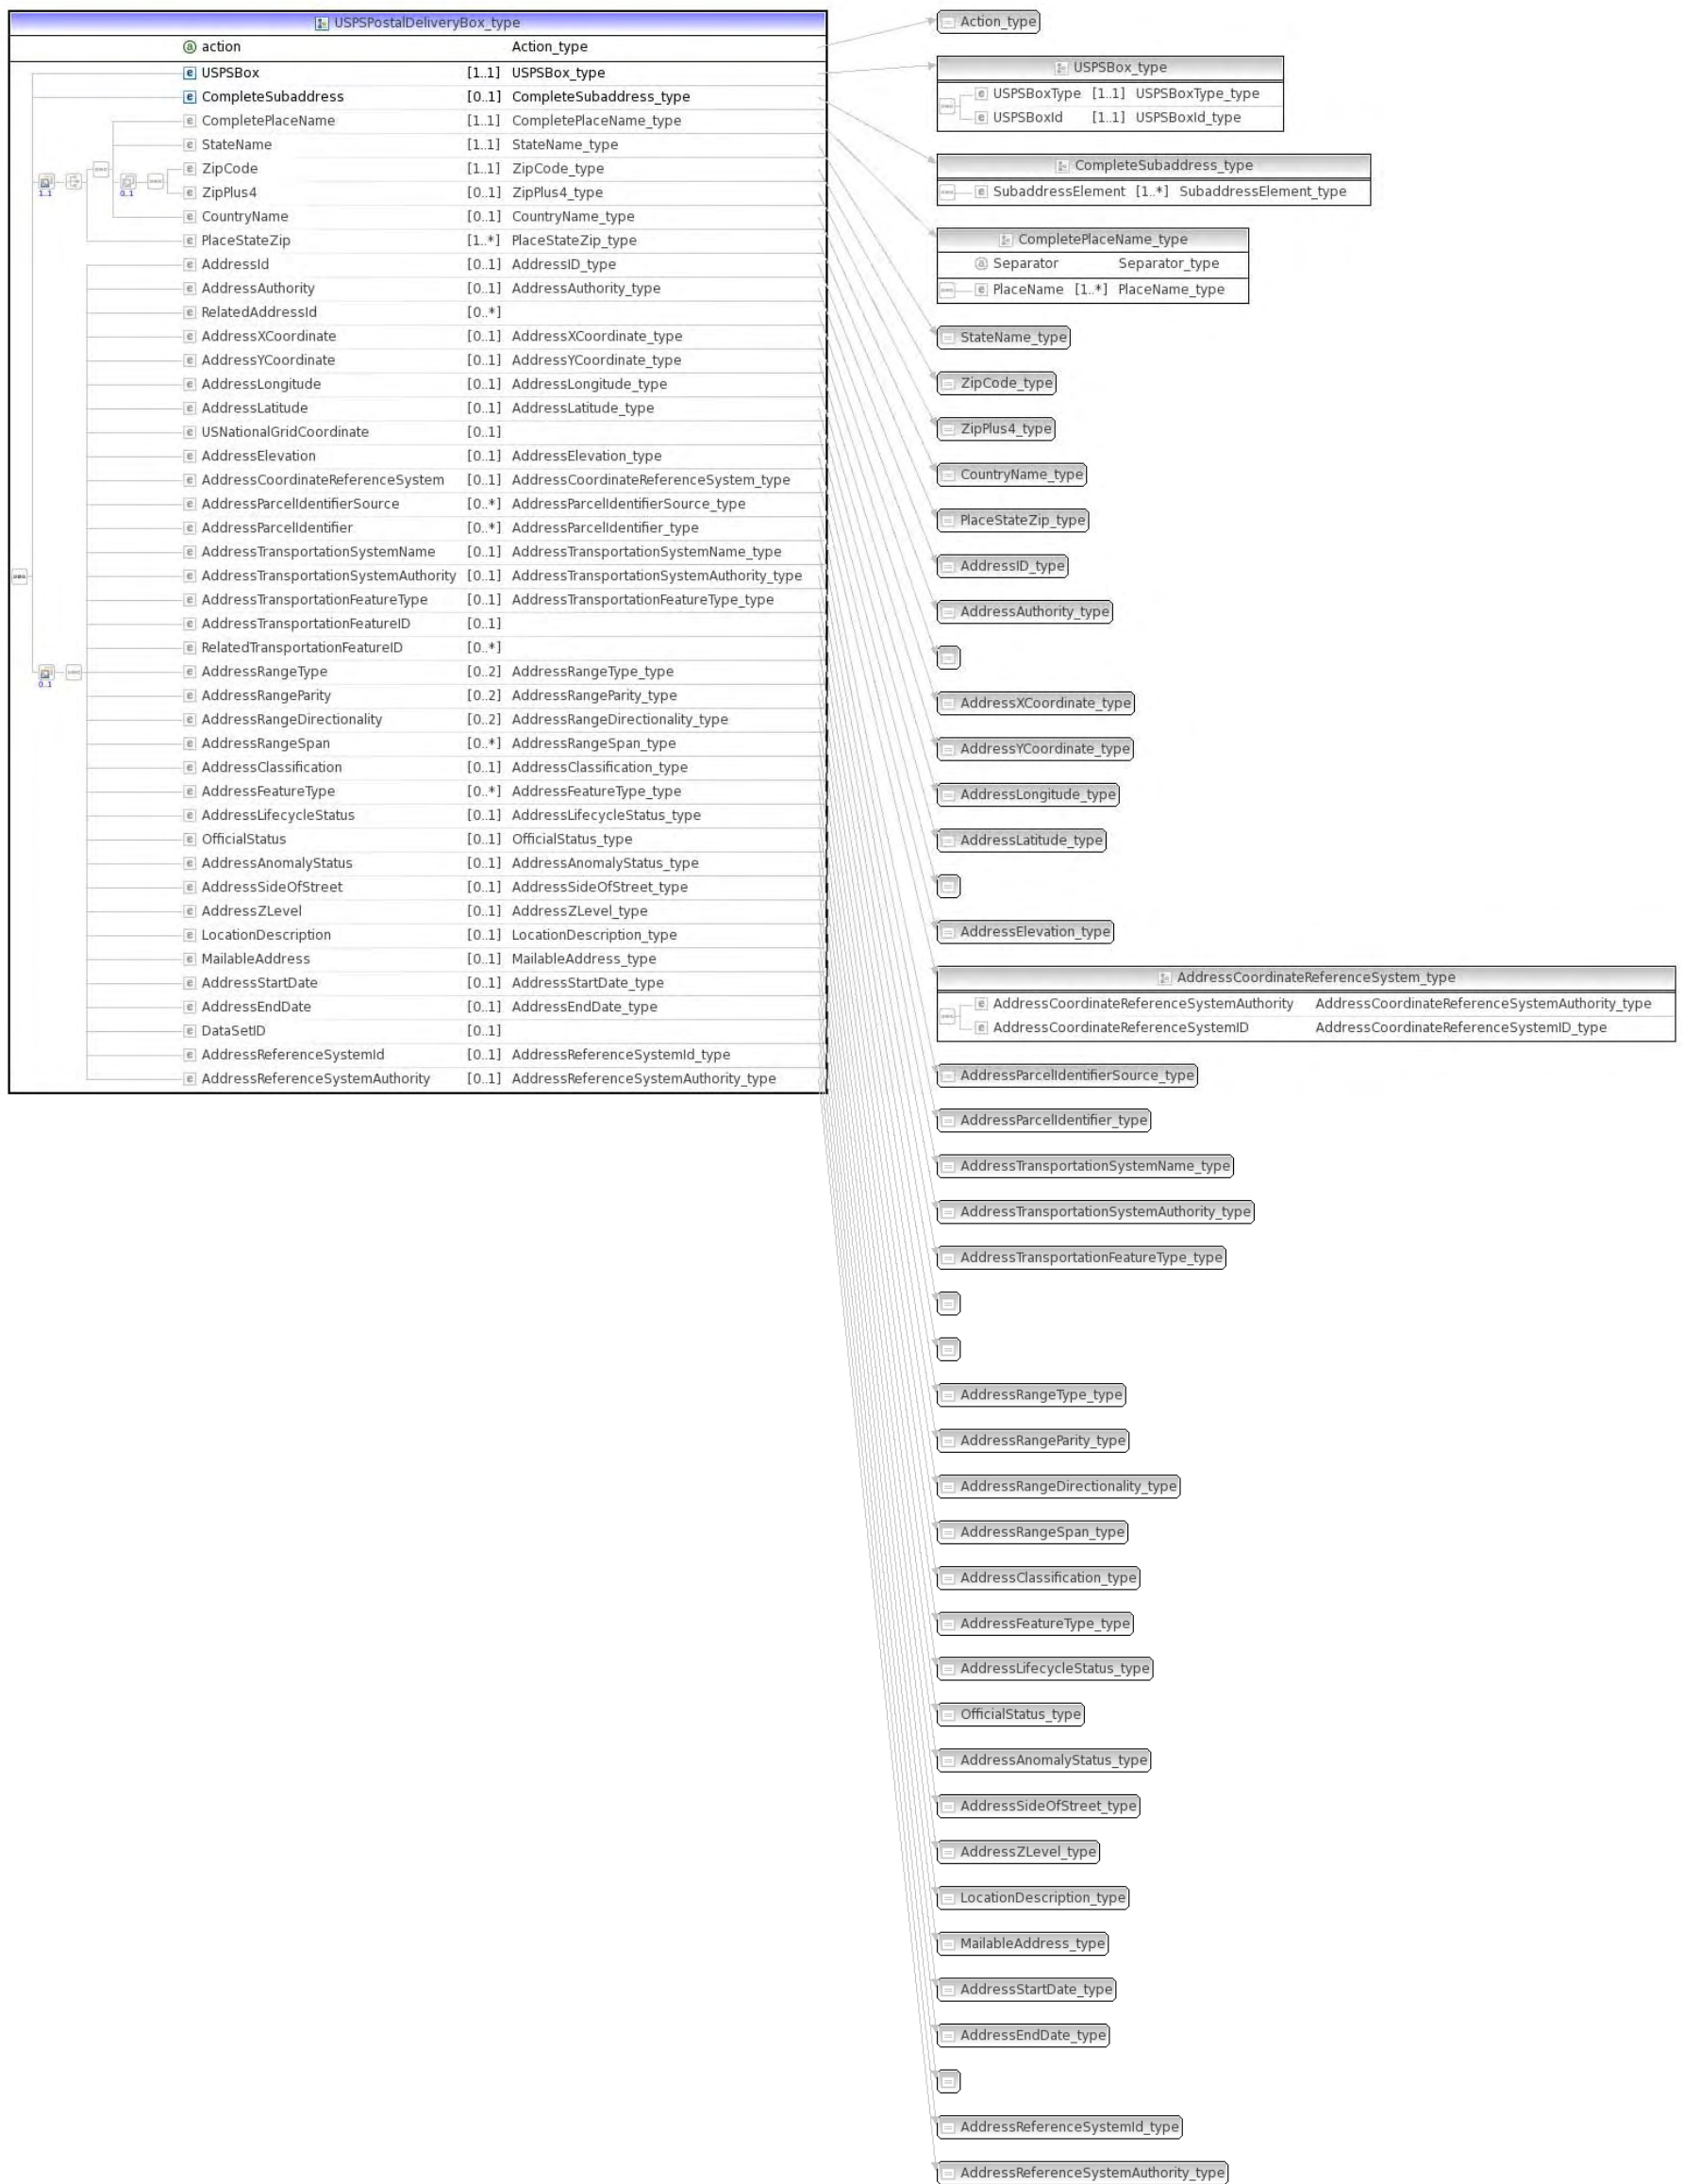 USPSPostalDeliveryBox_type
action Action_type
USPSBox [1..1] USPSBox_type
CompleteSubaddress [0..1] CompleteSubaddress_type
CompletePlaceName [1..1] CompletePlaceName_type
StateName [1..1] StateName_type
ZipCode [1..1] ZipCode_type
1..1
0..1
ZipPlus4 [0..1] ZipPlus4_type
CountryName [0..1] CountryName_type
PlaceStateZip [1..*] PlaceStateZip_type
AddressId [0..1] AddressID_type
AddressAuthority [0..1] AddressAuthority_type
RelatedAddressId [0..*]
AddressXCoordinate [0..1] AddressXCoordinate_type
AddressYCoordinate [0..1] AddressYCoordinate_type
AddressLongitude [0..1] AddressLongitude_type
AddressLatitude [0..1] AddressLatitude_type
USNationalGridCoordinate [0..1]
AddressElevation [0..1] AddressElevation_type
AddressCoordinateReferenceSystem [0..1] AddressCoordinateReferenceSystem_type
AddressParcelIdentifierSource [0..*] AddressParcelIdentifierSource_type
AddressParcelIdentifier [0..*] AddressParcelIdentifier_type
AddressTransportationSystemName [0..1] AddressTransportationSystemName_type
AddressTransportationSystemAuthority [0..1] AddressTransportationSystemAuthority_type
AddressTransportationFeatureType [0..1] AddressTransportationFeatureType_type
AddressTransportationFeatureID [0..1]
RelatedTransportationFeatureID [0..*]
AddressRangeType [0..2] AddressRangeType_type
0..1
AddressRangeParity [0..2] AddressRangeParity_type
AddressRangeDirectionality [0..2] AddressRangeDirectionality_type
AddressRangeSpan [0..*] AddressRangeSpan_type
AddressClassification [0..1] AddressClassification_type
AddressFeatureType [0..*] AddressFeatureType_type
AddressLifecycleStatus [0..1] AddressLifecycleStatus_type
OfficialStatus [0..1] OfficialStatus_type
AddressAnomalyStatus [0..1] AddressAnomalyStatus_type
AddressSideOfStreet [0..1] AddressSideOfStreet_type
AddressZLevel [0..1] AddressZLevel_type
LocationDescription [0..1] LocationDescription_type
MailableAddress [0..1] MailableAddress_type
AddressStartDate [0..1] AddressStartDate_type
AddressEndDate [0..1] AddressEndDate_type
DataSetID [0..1]
AddressReferenceSystemId [0..1] AddressReferenceSystemId_type
AddressReferenceSystemAuthority [0..1] AddressReferenceSystemAuthority_type
Action_type
USPSBox_type
USPSBoxType [1..1] USPSBoxType_type
USPSBoxId [1..1] USPSBoxId_type
CompleteSubaddress_type
SubaddressElement [1..*] SubaddressElement_type
CompletePlaceName_type
Separator Separator_type
PlaceName [1..*] PlaceName_type
StateName_type
ZipCode_type
ZipPlus4_type
CountryName_type
PlaceStateZip_type
AddressID_type
AddressAuthority_type
AddressXCoordinate_type
AddressYCoordinate_type
AddressLongitude_type
AddressLatitude_type
AddressElevation_type
AddressCoordinateReferenceSystem_type
AddressCoordinateReferenceSystemAuthority AddressCoordinateReferenceSystemAuthority_type
AddressCoordinateReferenceSystemID AddressCoordinateReferenceSystemID_type
AddressParcelIdentifierSource_type
AddressParcelIdentifier_type
AddressTransportationSystemName_type
AddressTransportationSystemAuthority_type
AddressTransportationFeatureType_type
AddressRangeType_type
AddressRangeParity_type
AddressRangeDirectionality_type
AddressRangeSpan_type
AddressClassification_type
AddressFeatureType_type
AddressLifecycleStatus_type
OfficialStatus_type
AddressAnomalyStatus_type
AddressSideOfStreet_type
AddressZLevel_type
LocationDescription_type
MailableAddress_type
AddressStartDate_type
AddressEndDate_type
AddressReferenceSystemId_type
AddressReferenceSystemAuthority_type